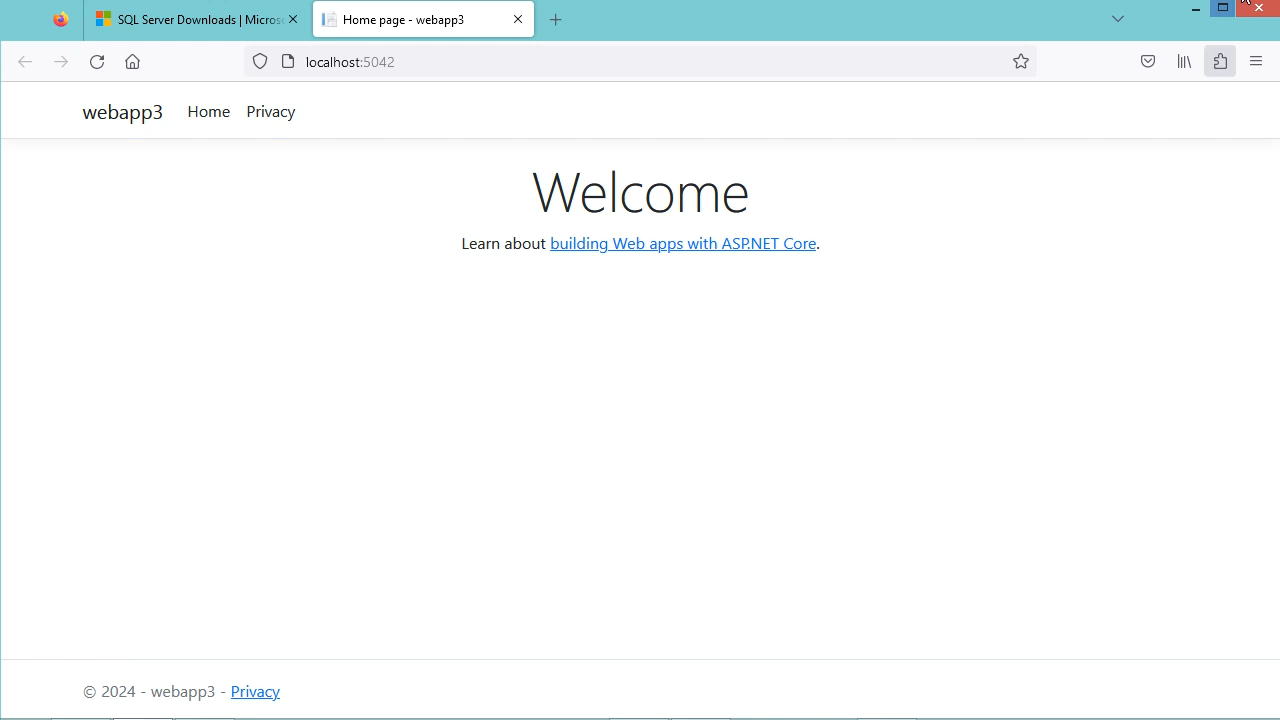 SQL Server Downloads | Micros
Home page - webapp3
localhost:5042
webapp3 Home Privacy
Welcome
Learn about building Web apps with ASP.NET Core.
© 2024 - webapp3 - Privacy